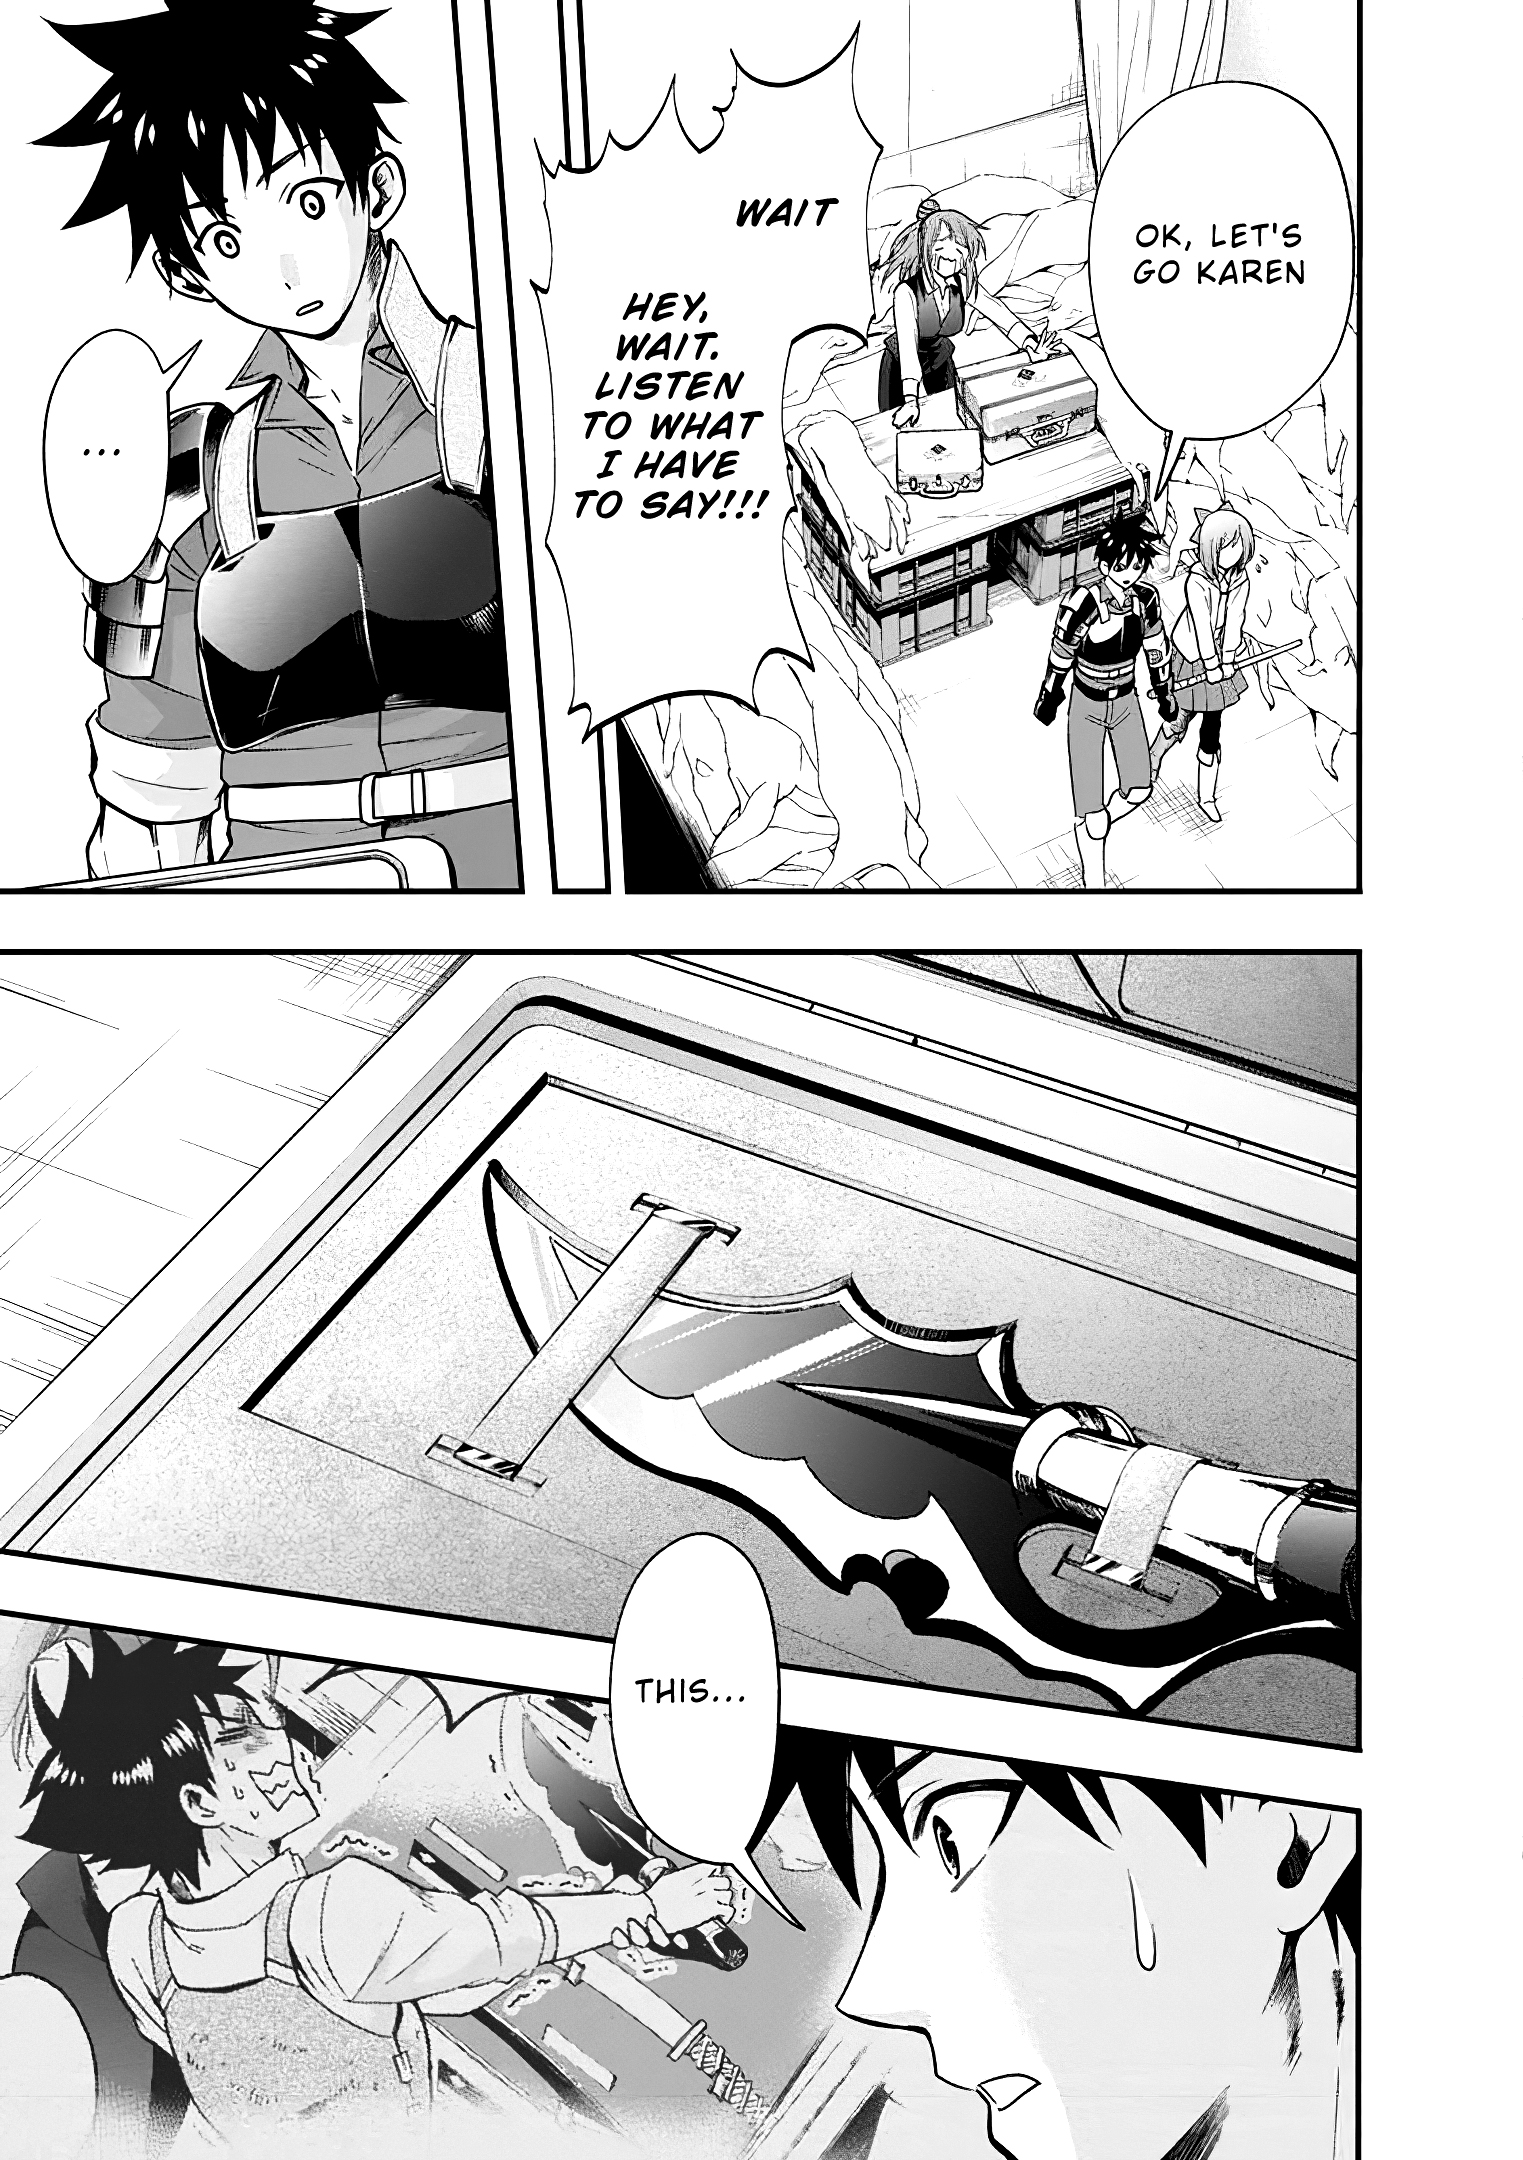 OK, LET'S
GO KAREN
WAIT
HEY,
WAIT.
LISTEN
TO WHAT
I HAVE
TO SAY!!!
...
THIS...